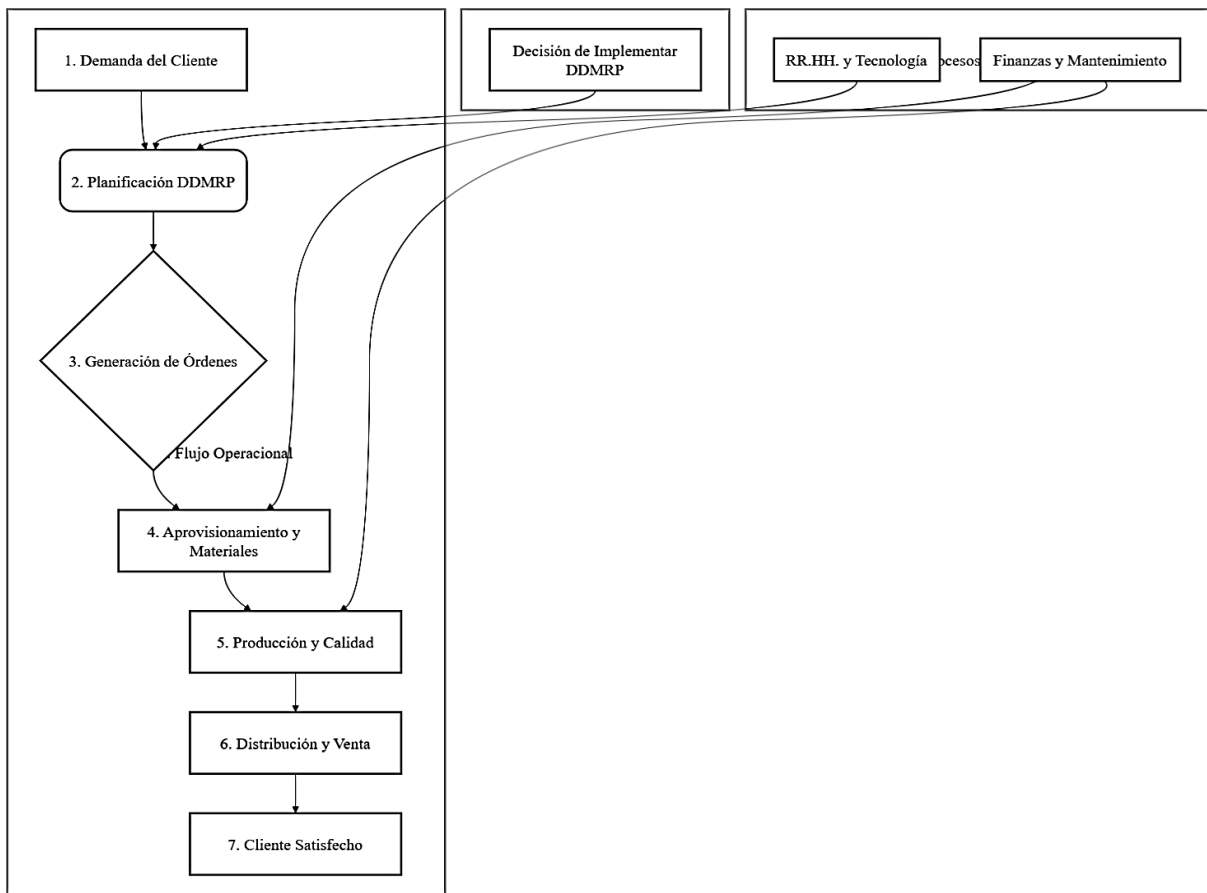 1. Demanda del Cliente
Decisión de Implementar
DDMRP
RR.HH. y Tecnología
Finanzas y Mantenimiento
2. Planificación DDMRP
3. Generación de Órdenes
Flujo Operacional
4. Aprovisionamiento y
Materiales
5. Producción y Calidad
6. Distribución y Venta
7. Cliente Satisfecho